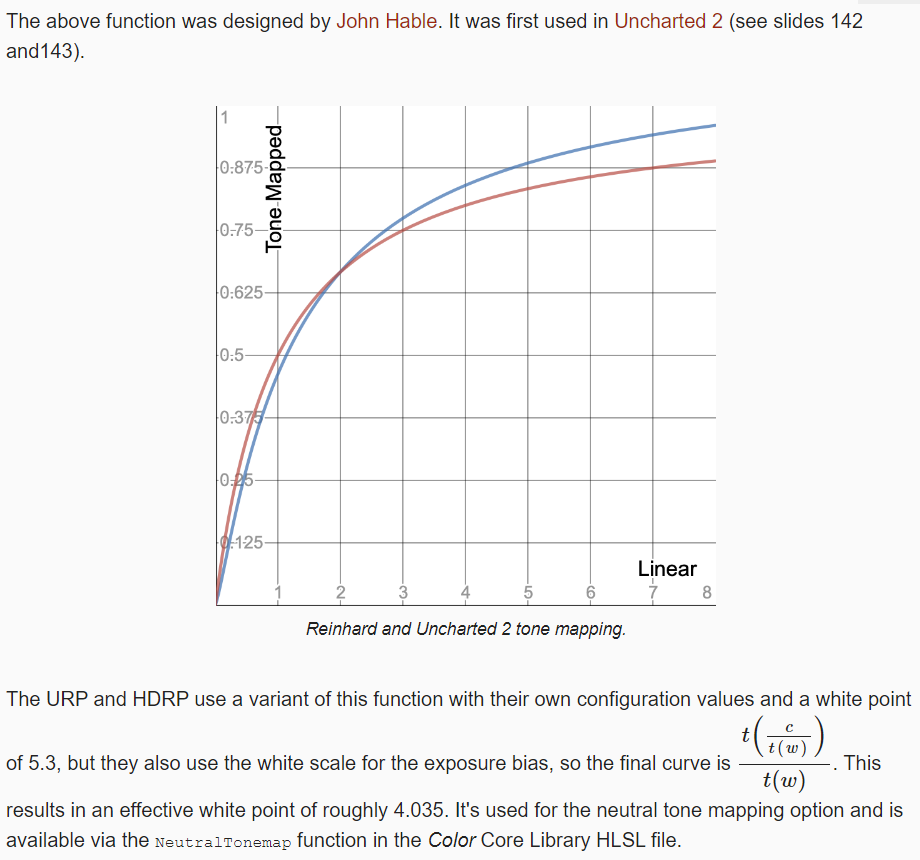 The above function was designed by John Hable. It was first used in Uncharted 2 (see slides 142
and143).
1
Tone-Mapped
0.875
0.75
0.625
0.5
0.375
0.25
0.125
Linear
1 2 3 4 5 6 7 8
Reinhard and Uncharted 2 tone mapping.
The URP and HDRP use a variant of this function with their own configuration values and a white point
of 5.3, but they also use the white scale for the exposure bias, so the final curve is t(c/t(w))/t(w). This
results in an effective white point of roughly 4.035. It's used for the neutral tone mapping option and is
available via the NeutralTonemap function in the Color Core Library HLSL file.